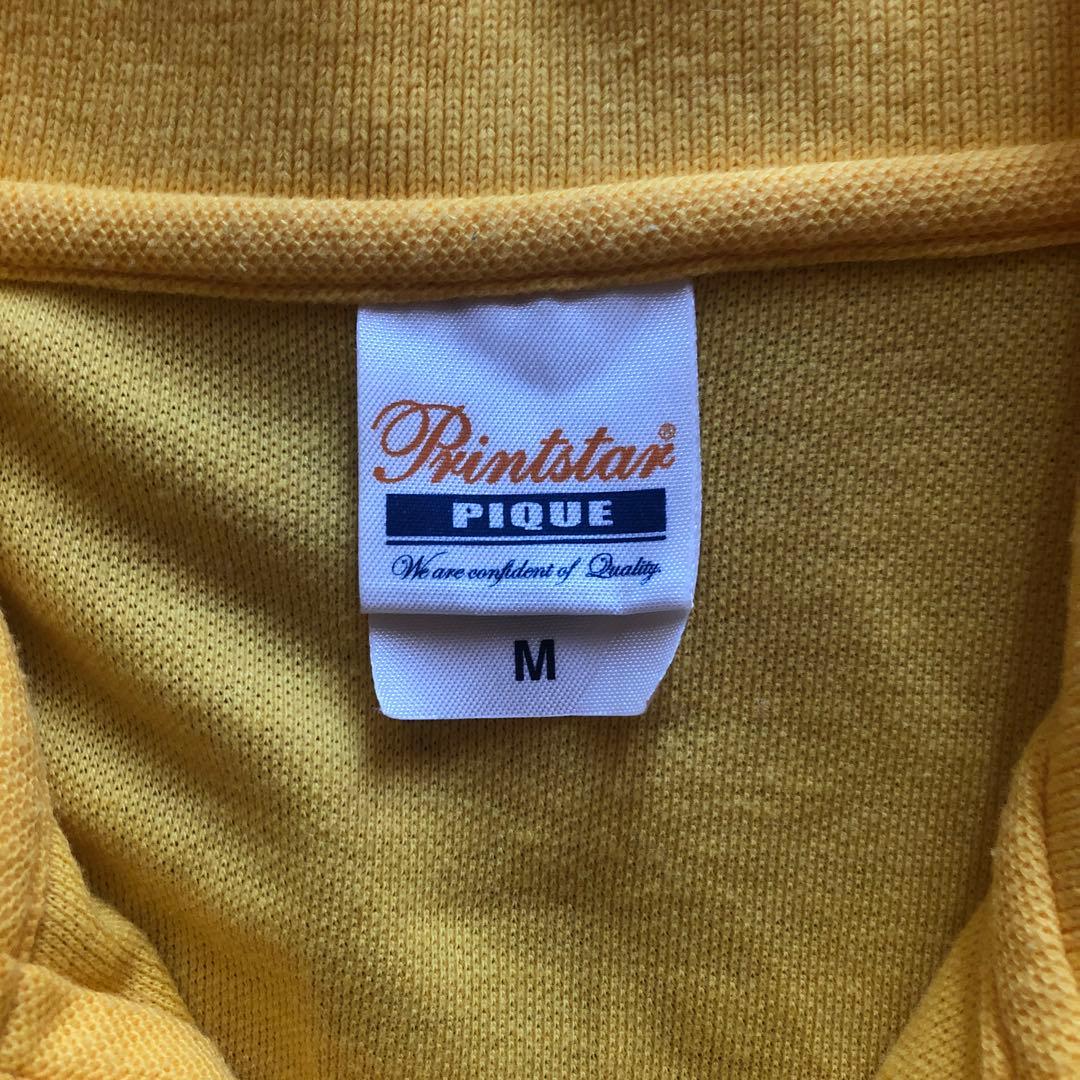 Printstar®
PIQUE
We are confident of Quality.
M